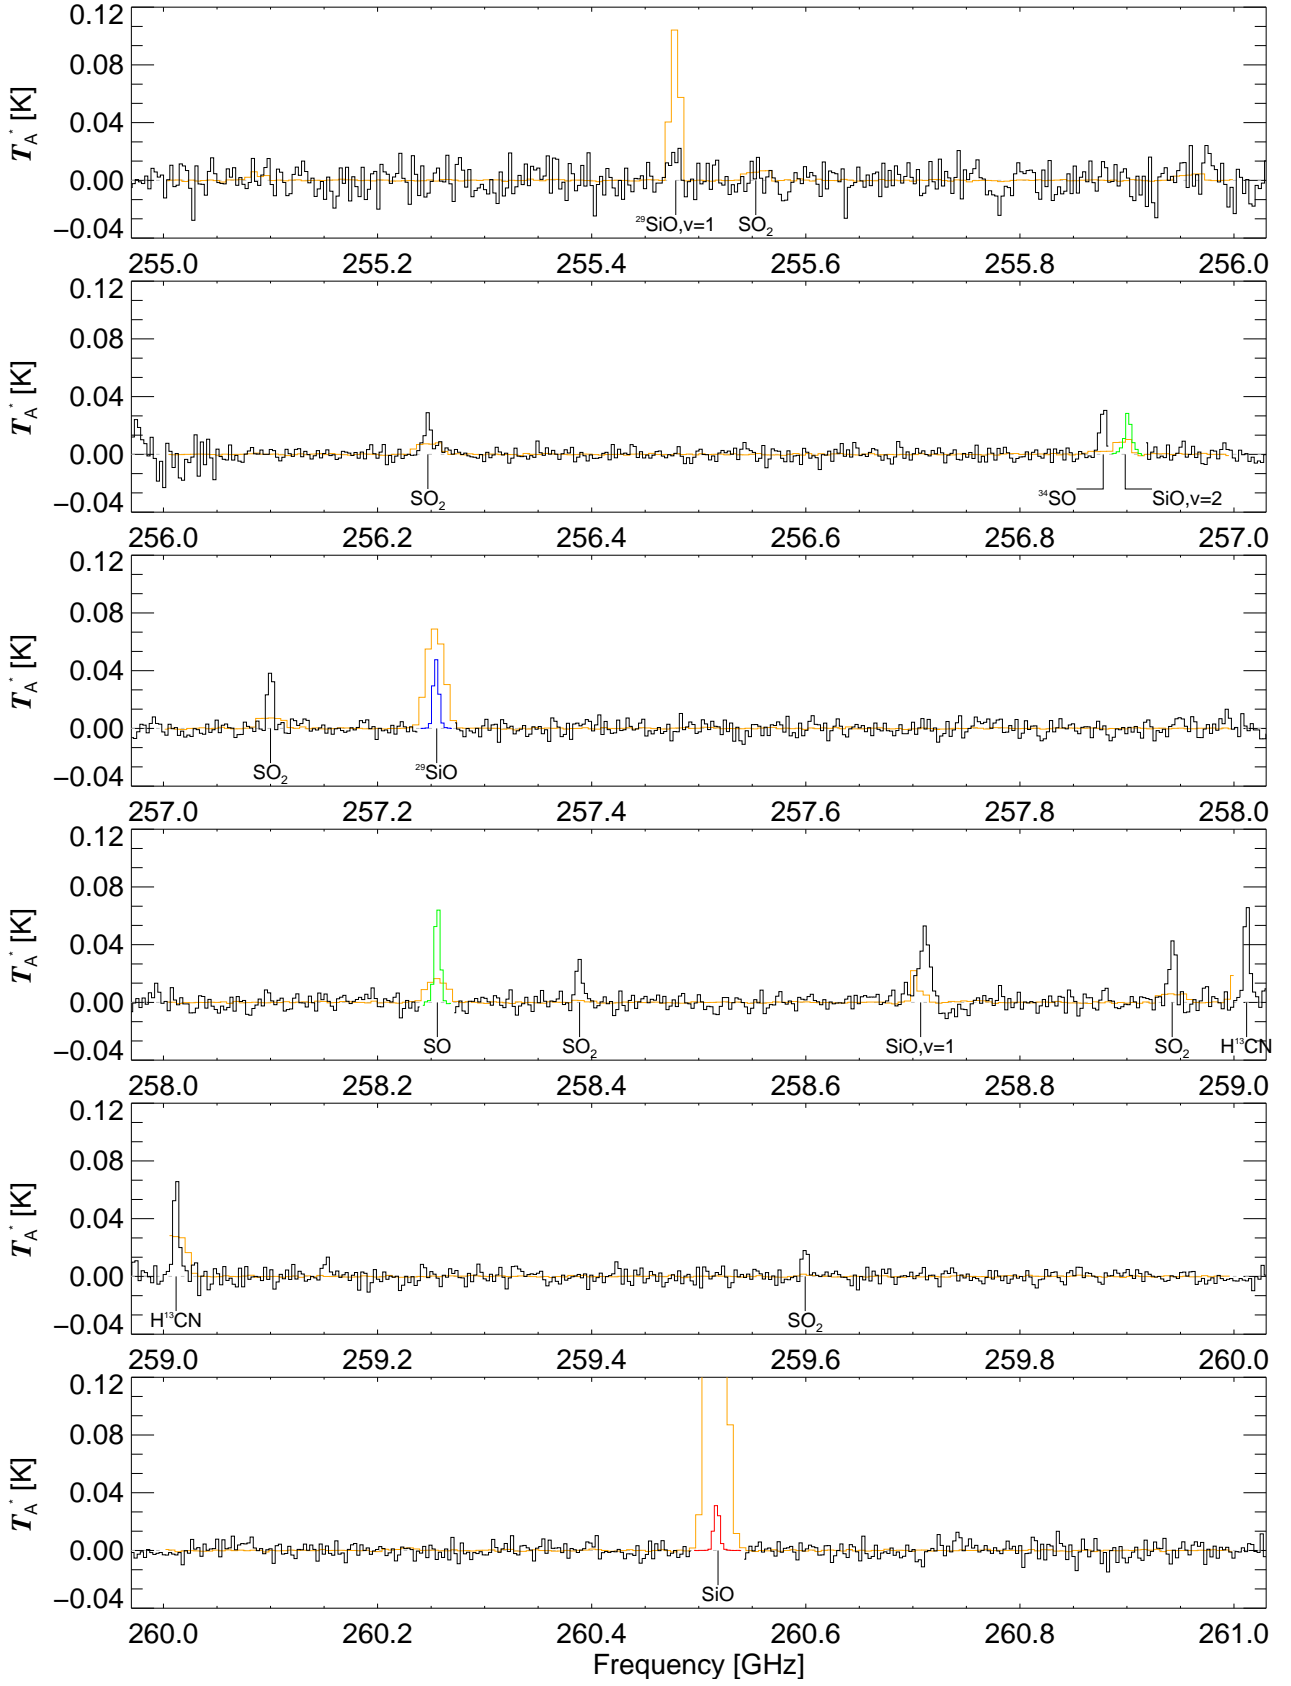 0.12
0.08
0.04
0.00
−0.04
T_A^* [K]
²⁹SiO,v=1 SO₂
255.0 255.2 255.4 255.6 255.8 256.0
0.12
0.08
0.04
0.00
−0.04
T_A^* [K]
SO₂ ³⁴SO SiO,v=2
256.0 256.2 256.4 256.6 256.8 257.0
0.12
0.08
0.04
0.00
−0.04
T_A^* [K]
SO₂ ²⁹SiO
257.0 257.2 257.4 257.6 257.8 258.0
0.12
0.08
0.04
0.00
−0.04
T_A^* [K]
SO SO₂ SiO,v=1 SO₂ H¹³CN
258.0 258.2 258.4 258.6 258.8 259.0
0.12
0.08
0.04
0.00
−0.04
T_A^* [K]
H¹³CN SO₂
259.0 259.2 259.4 259.6 259.8 260.0
0.12
0.08
0.04
0.00
−0.04
T_A^* [K]
SiO
260.0 260.2 260.4 260.6 260.8 261.0
Frequency [GHz]